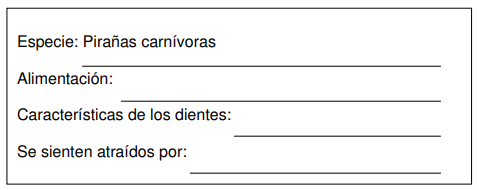 Especie: Pirañas carnívoras
Alimentación:
Características de los dientes:
Se sienten atraídos por: